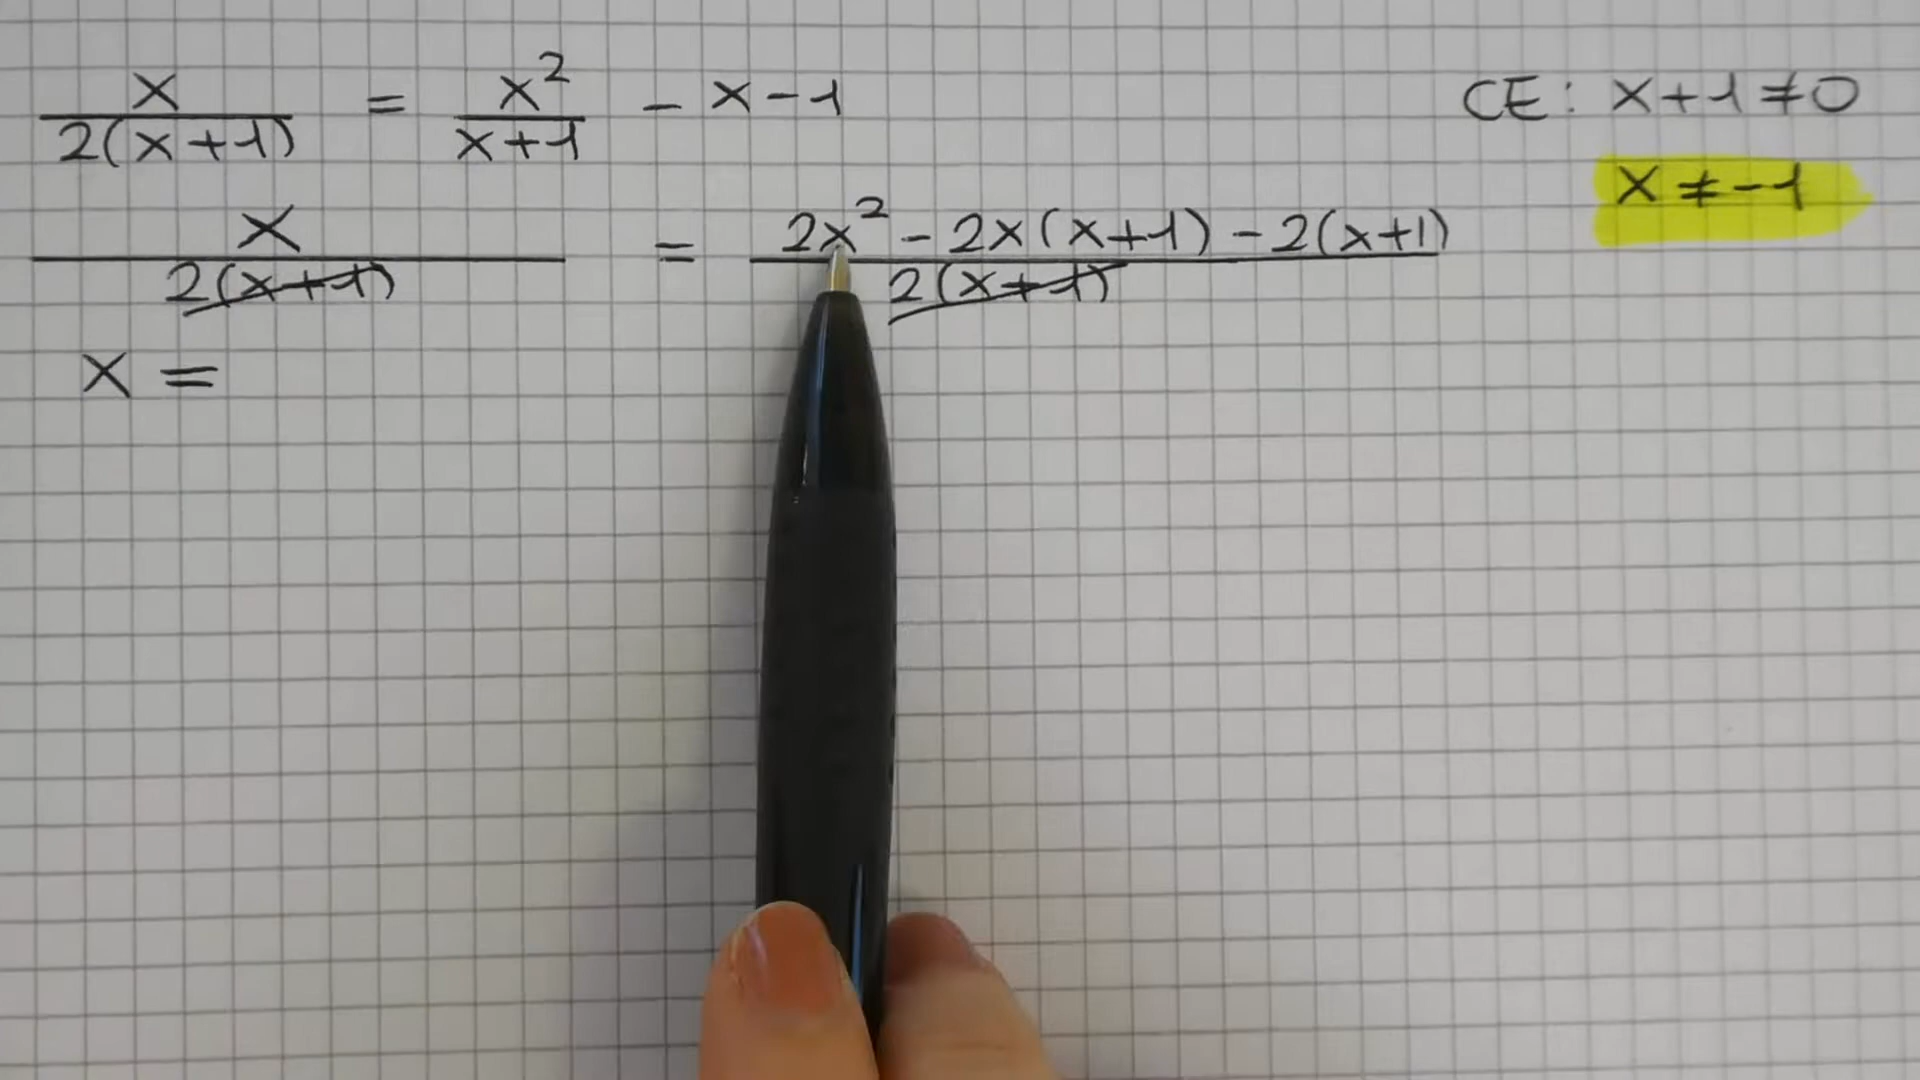 x/2(x+1) = x²/x+1 - x-1
CE: x+1≠0
x≠-1
x/2(x+1) = 2x²-2x(x+1)-2(x+1)/2(x+1)
x=